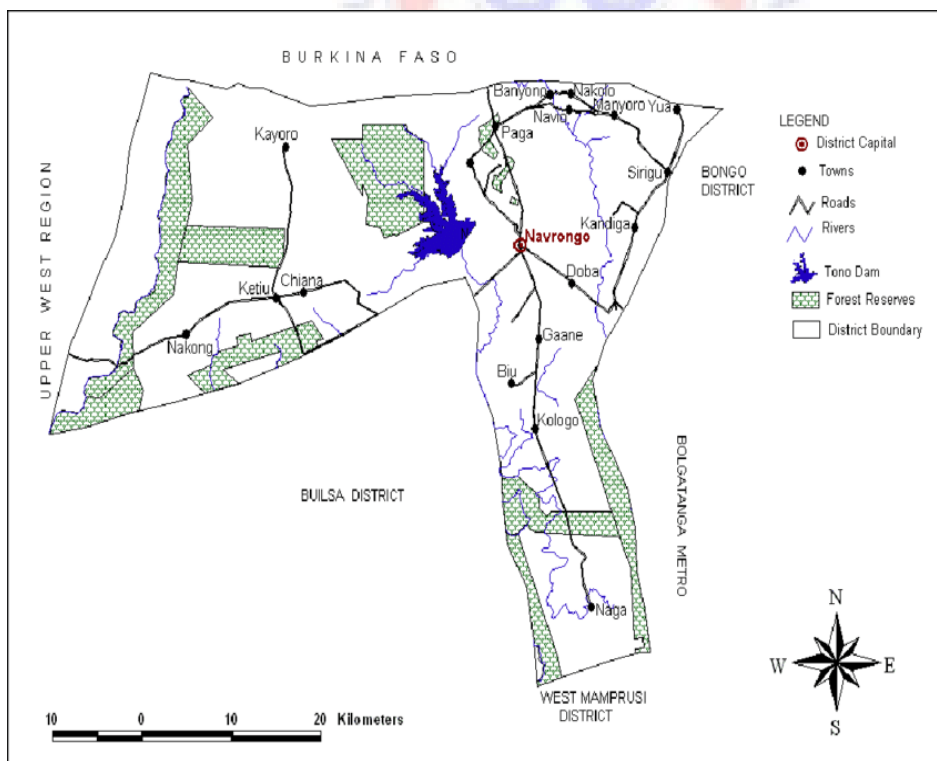 BURKINA FASO
Banyono
Nakolo
Navio
Manyoro
Yua
Paga
Kayoro
Sirigu
Kandiga
Navrongo
Doba
Chiana
Ketiu
Nakong
Gaane
Biu
Kologo
Naga
UPPER WEST REGION
BONGO
DISTRICT
BUILSA DISTRICT
BOLGATANGA METRO
WEST MAMPRUSI
DISTRICT
LEGEND
District Capital
Towns
Roads
Rivers
Tono Dam
Forest Reserves
District Boundary
N
W
E
S
10 0 10 20 Kilometers